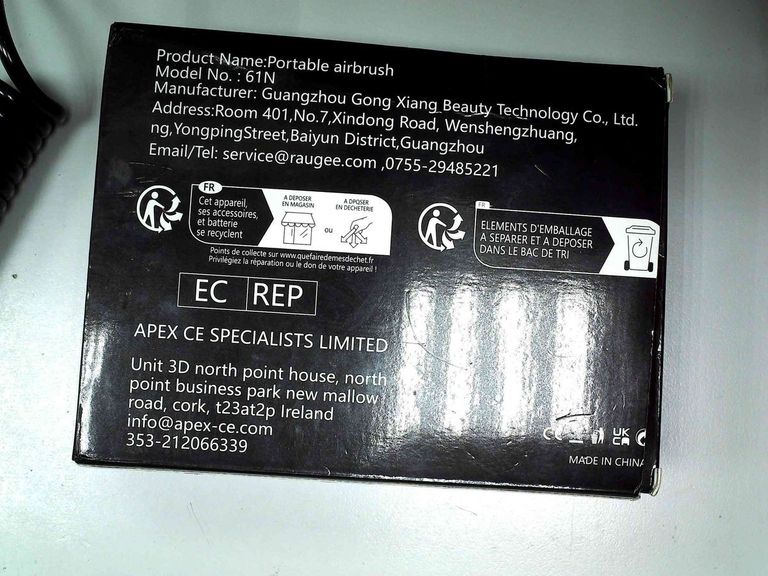 Product Name:Portable airbrush
Model No. : 61N
Manufacturer: Guangzhou Gong Xiang Beauty Technology Co., Ltd.
Address:Room 401,No.7,Xindong Road, Wenshengzhuang,
ng,YongpingStreet,Baiyun District,Guangzhou
Email/Tel: service@raugee.com ,0755-29485221
FR
Cet appareil,
ses accessoires,
et batterie
se recyclent
A DEPOSER
EN MAGASIN
ou
A DPOSER
EN DECHETERIE
Points de collecte sur www.quefairedemesdechet.fr
Privilégiez la réparation ou le don de votre appareil !
FR
ELEMENTS D'EMBALLAGE
A SEPARER ET A DEPOSER
DANS LE BAC DE TRI
EC REP
APEX CE SPECIALISTS LIMITED
Unit 3D north point house, north
point business park new mallow
road, cork, t23at2p Ireland
info@apex-ce.com
353-212066339
CE
UK
CA
MADE IN CHINA